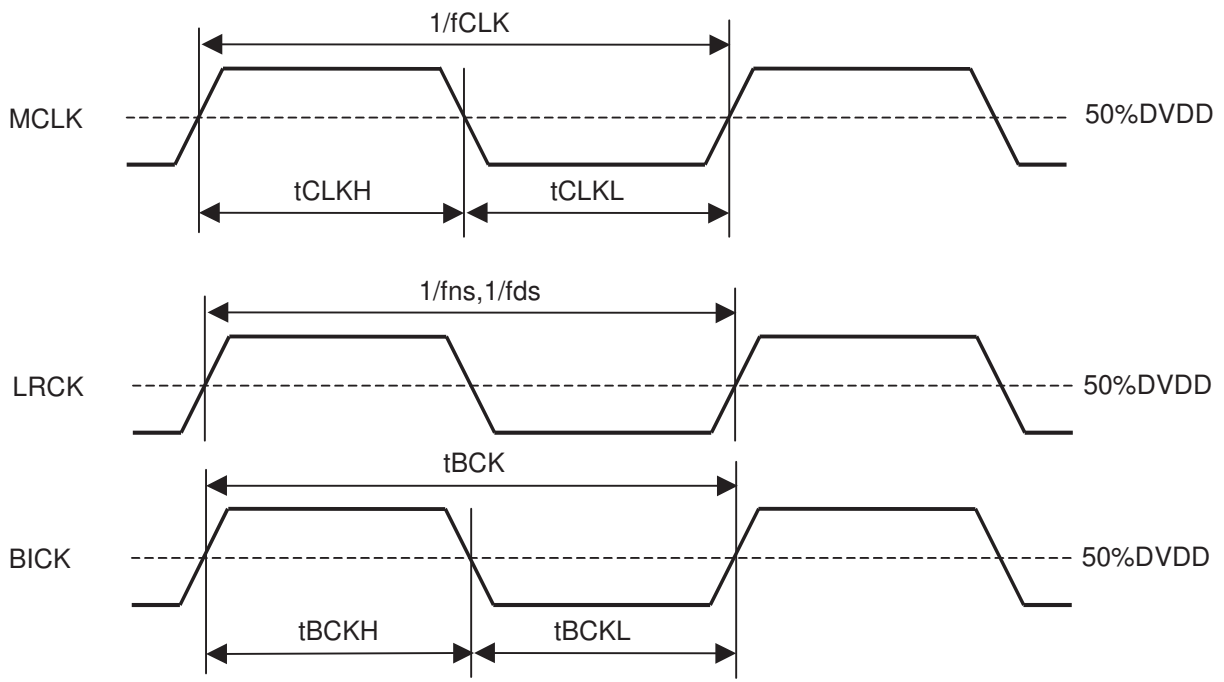 1/fCLK
MCLK
50%DVDD
tCLKH
tCLKL
1/fns,1/fds
LRCK
50%DVDD
tBCK
BICK
50%DVDD
tBCKH
tBCKL